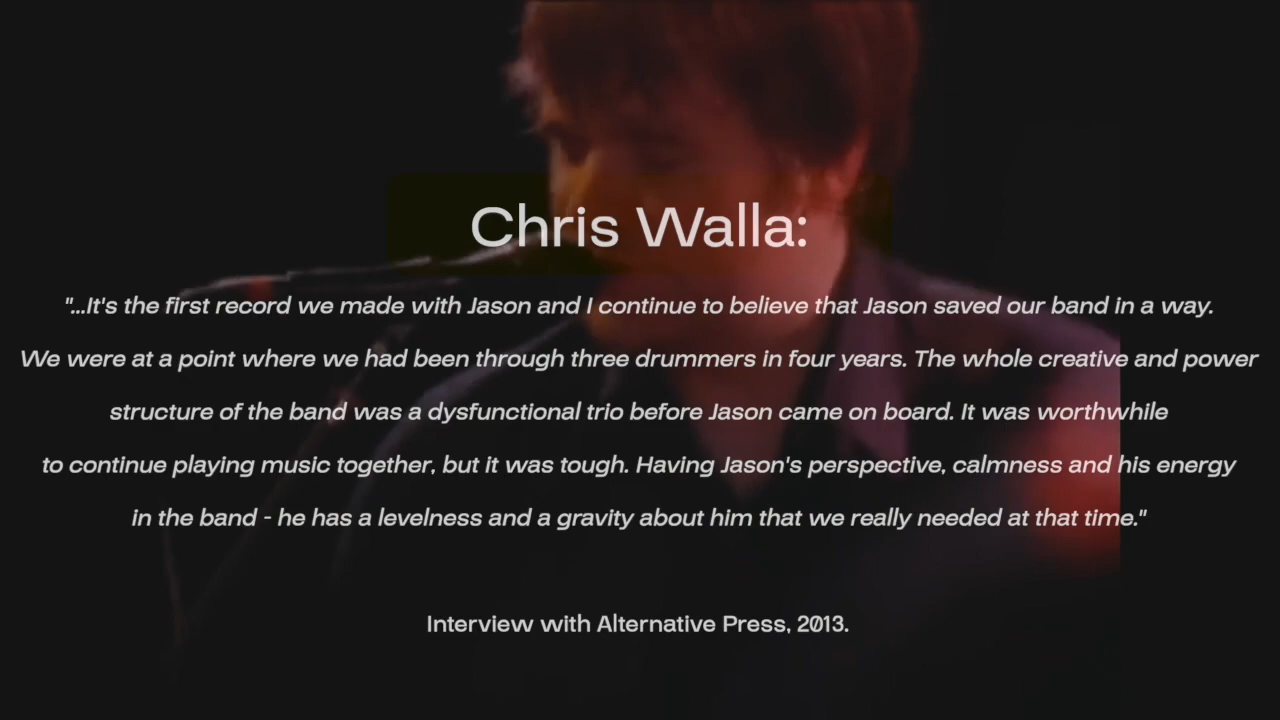 Chris Walla:
"...It's the first record we made with Jason and I continue to believe that Jason saved our band in a way.
We were at a point where we had been through three drummers in four years. The whole creative and power
structure of the band was a dysfunctional trio before Jason came on board. It was worthwhile
to continue playing music together, but it was tough. Having Jason's perspective, calmness and his energy
in the band - he has a levelness and a gravity about him that we really needed at that time."
Interview with Alternative Press, 2013.